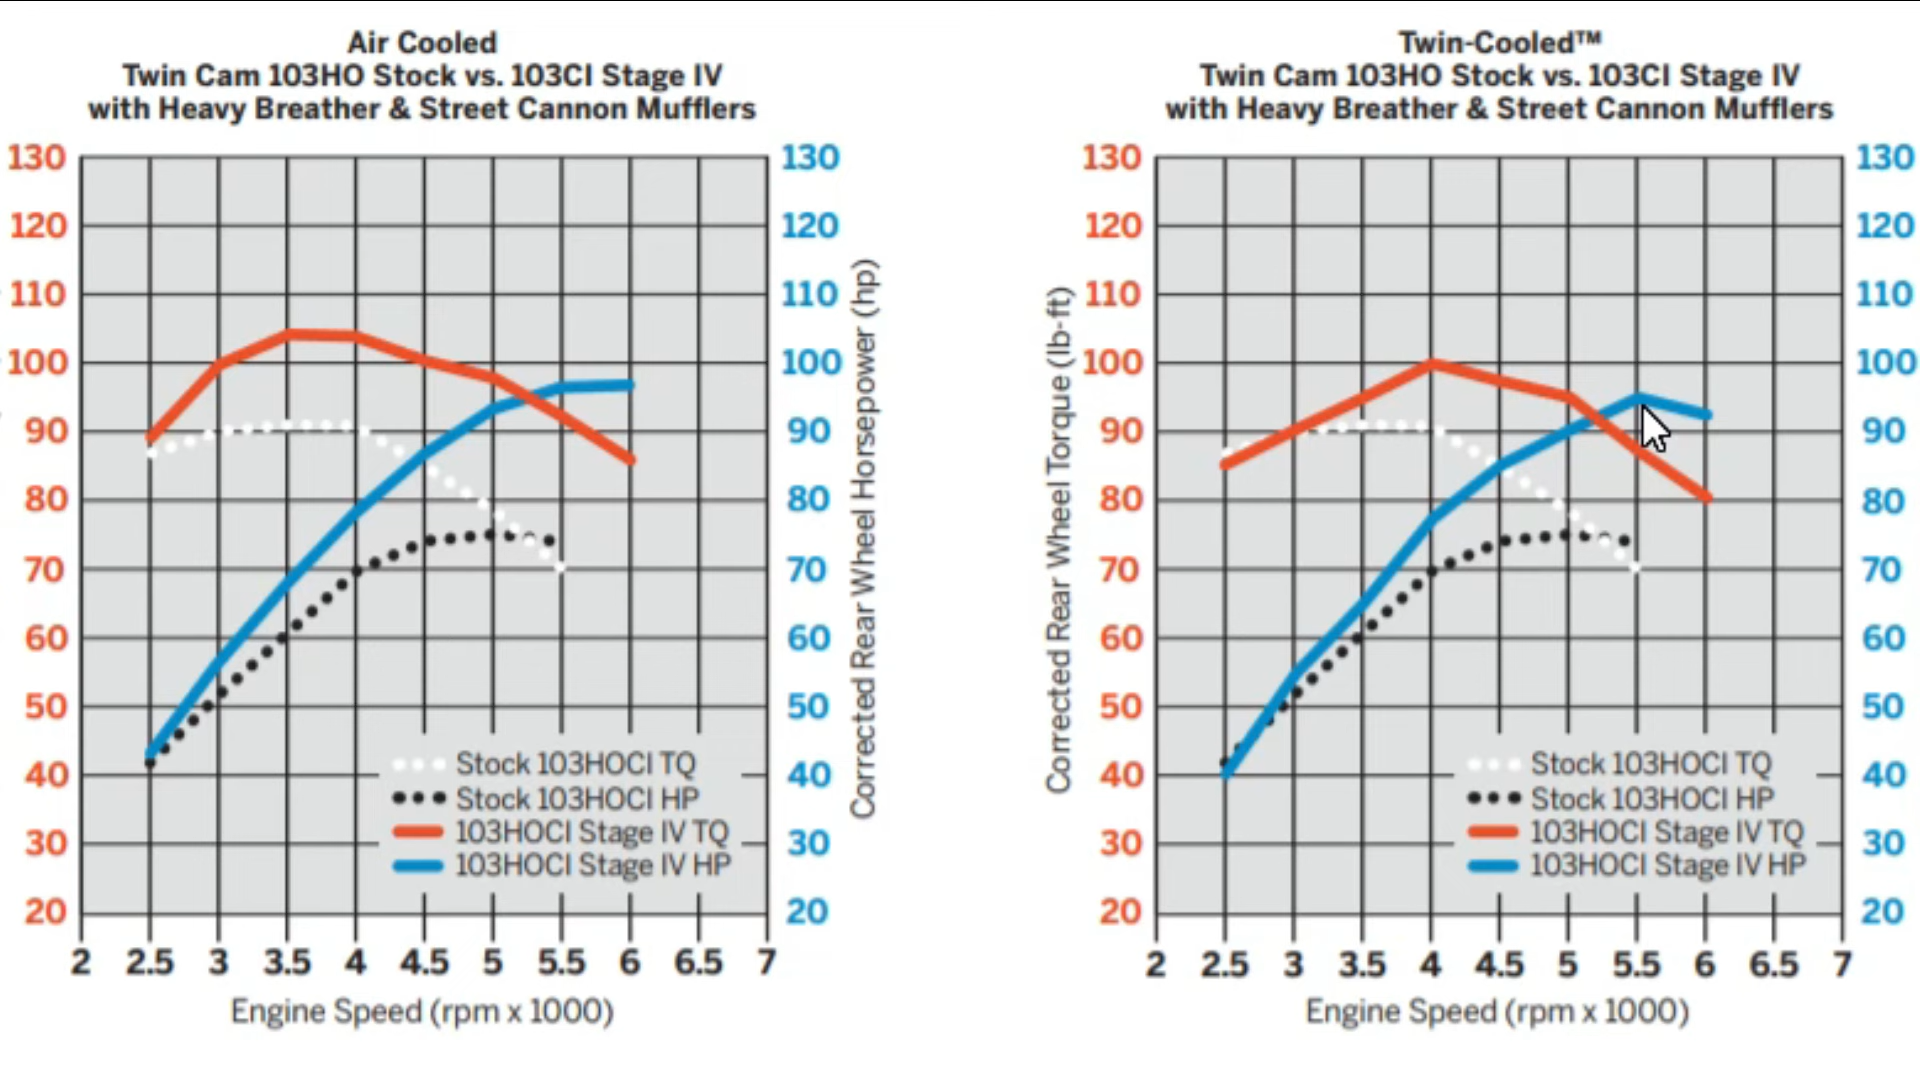 Air Cooled
Twin Cam 103HO Stock vs. 103CI Stage IV
with Heavy Breather & Street Cannon Mufflers
130
120
110
100
90
80
70
60
50
40
30
20
130
120
110
100
90
80
70
60
50
40
30
20
Corrected Rear Wheel Horsepower (hp)
Stock 103HOCI TQ
Stock 103HOCI HP
103HOCI Stage IV TQ
103HOCI Stage IV HP
2 2.5 3 3.5 4 4.5 5 5.5 6 6.5 7
Engine Speed (rpm x 1000)
Twin-Cooled™
Twin Cam 103HO Stock vs. 103CI Stage IV
with Heavy Breather & Street Cannon Mufflers
Corrected Rear Wheel Torque (lb-ft)
130
120
110
100
90
80
70
60
50
40
30
20
130
120
110
100
90
80
70
60
50
40
30
20
Stock 103HOCI TQ
Stock 103HOCI HP
103HOCI Stage IV TQ
103HOCI Stage IV HP
2 2.5 3 3.5 4 4.5 5 5.5 6 6.5 7
Engine Speed (rpm x 1000)